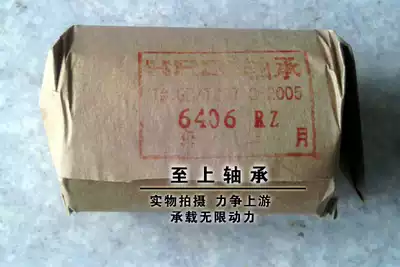 轴承
2005
6406 RZ
月
至上轴承
实物拍摄 力争上游
承载无限动力